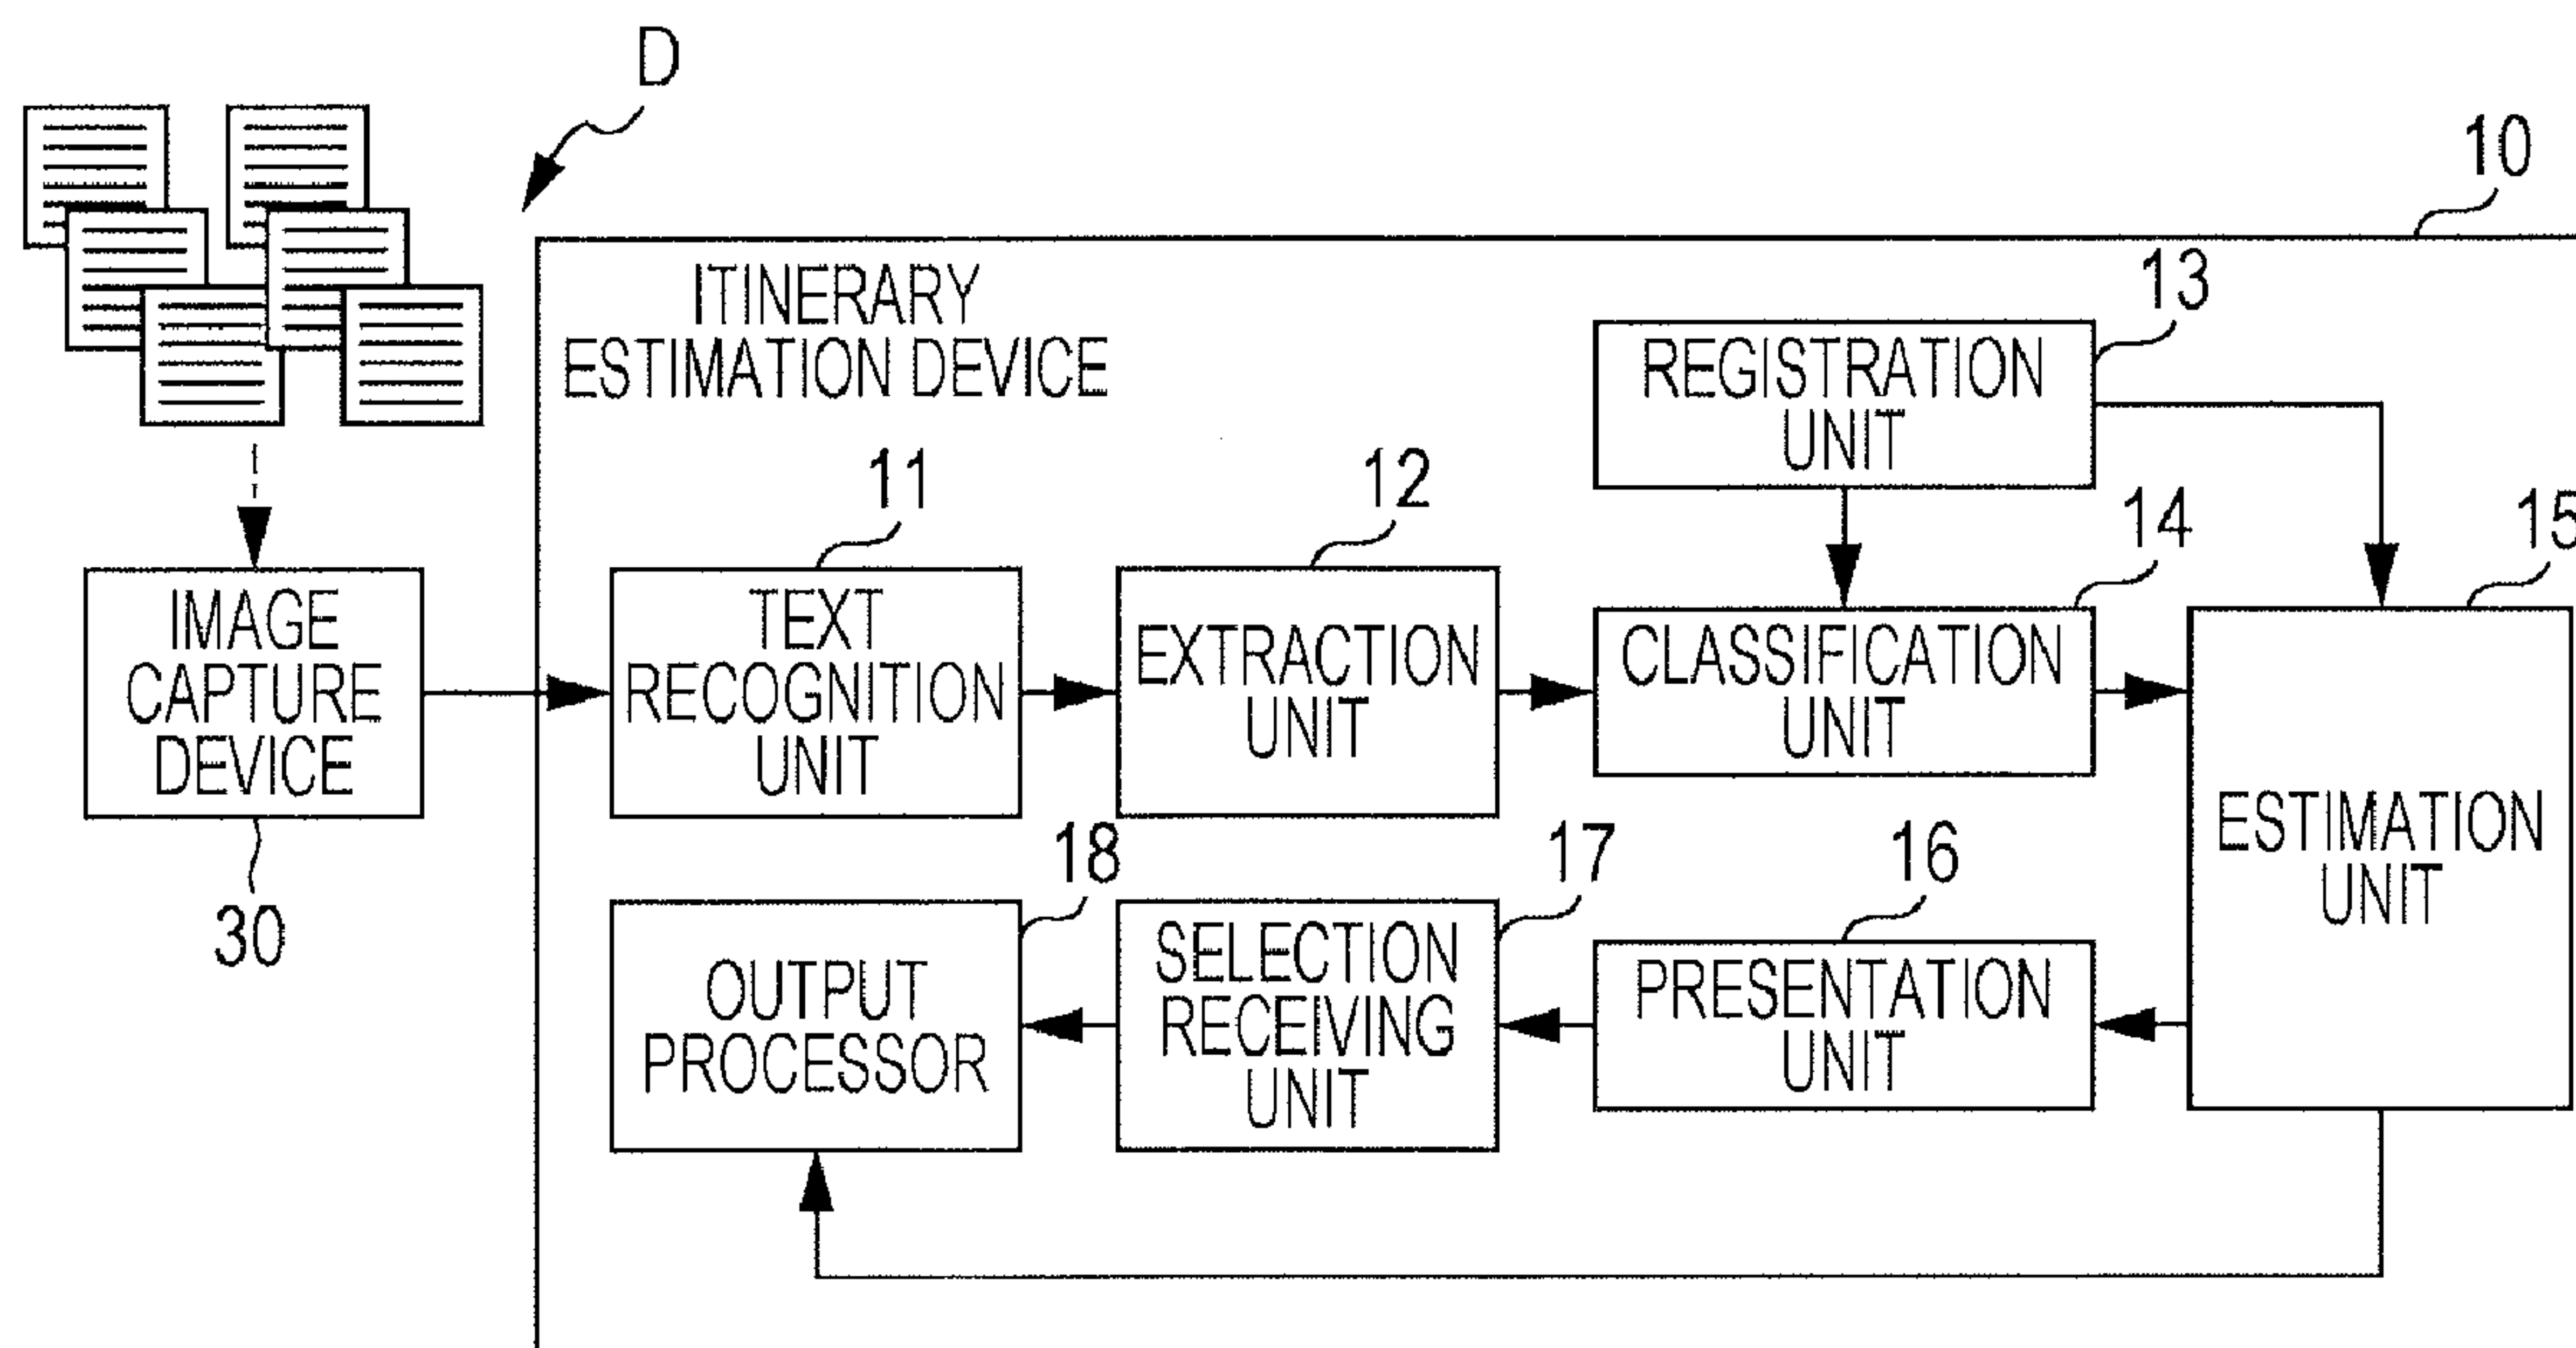 D
10
ITINERARY
ESTIMATION DEVICE
13
REGISTRATION
UNIT
11
12
14
15
IMAGE
CAPTURE
DEVICE
30
TEXT
RECOGNITION
UNIT
EXTRACTION
UNIT
CLASSIFICATION
UNIT
ESTIMATION
UNIT
18
17
16
OUTPUT
PROCESSOR
SELECTION
RECEIVING
UNIT
PRESENTATION
UNIT